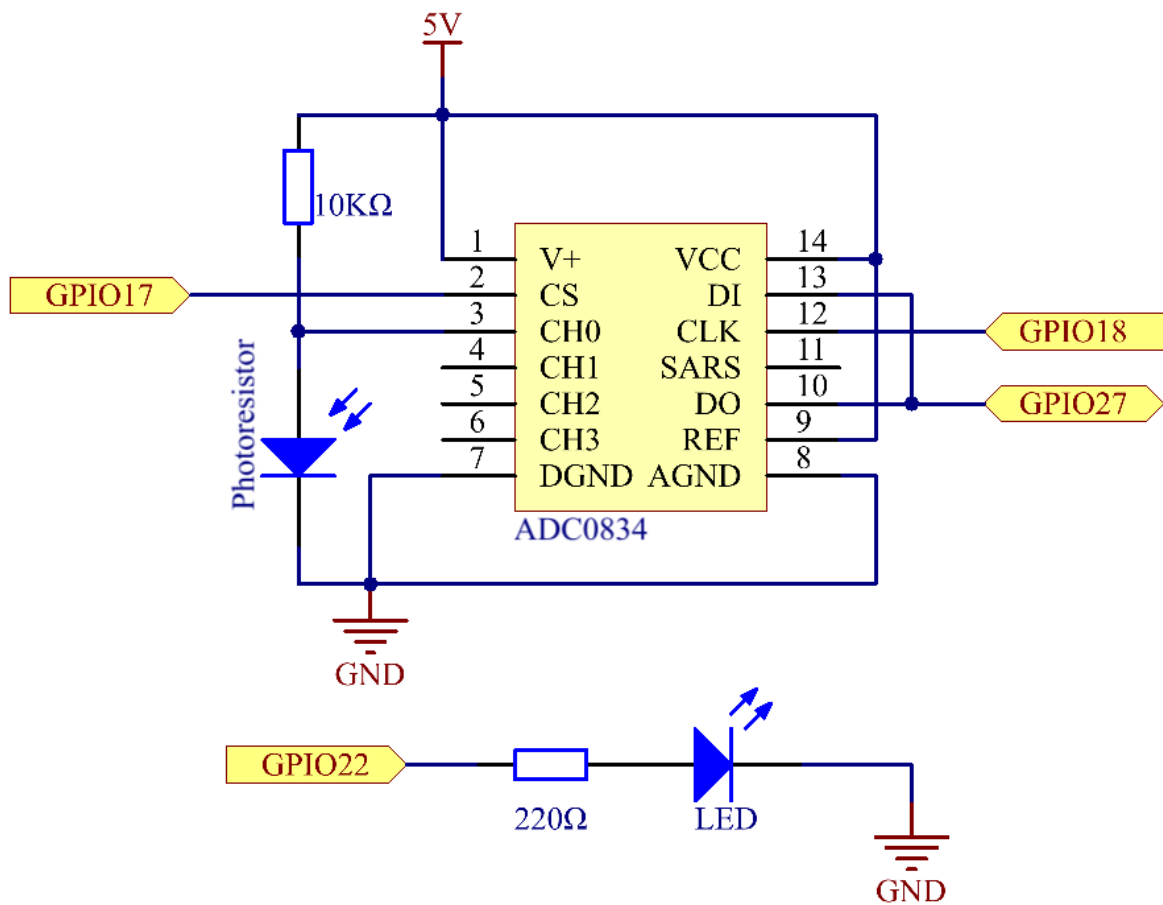 5V
10KΩ
1 V+ VCC 14
GPIO17 2 CS DI 13
3 CH0 CLK 12 GPIO18
4 CH1 SARS 11
5 CH2 DO 10 GPIO27
6 CH3 REF 9
7 DGND AGND 8
Photoresistor
ADC0834
GND
GPIO22
220Ω LED
GND